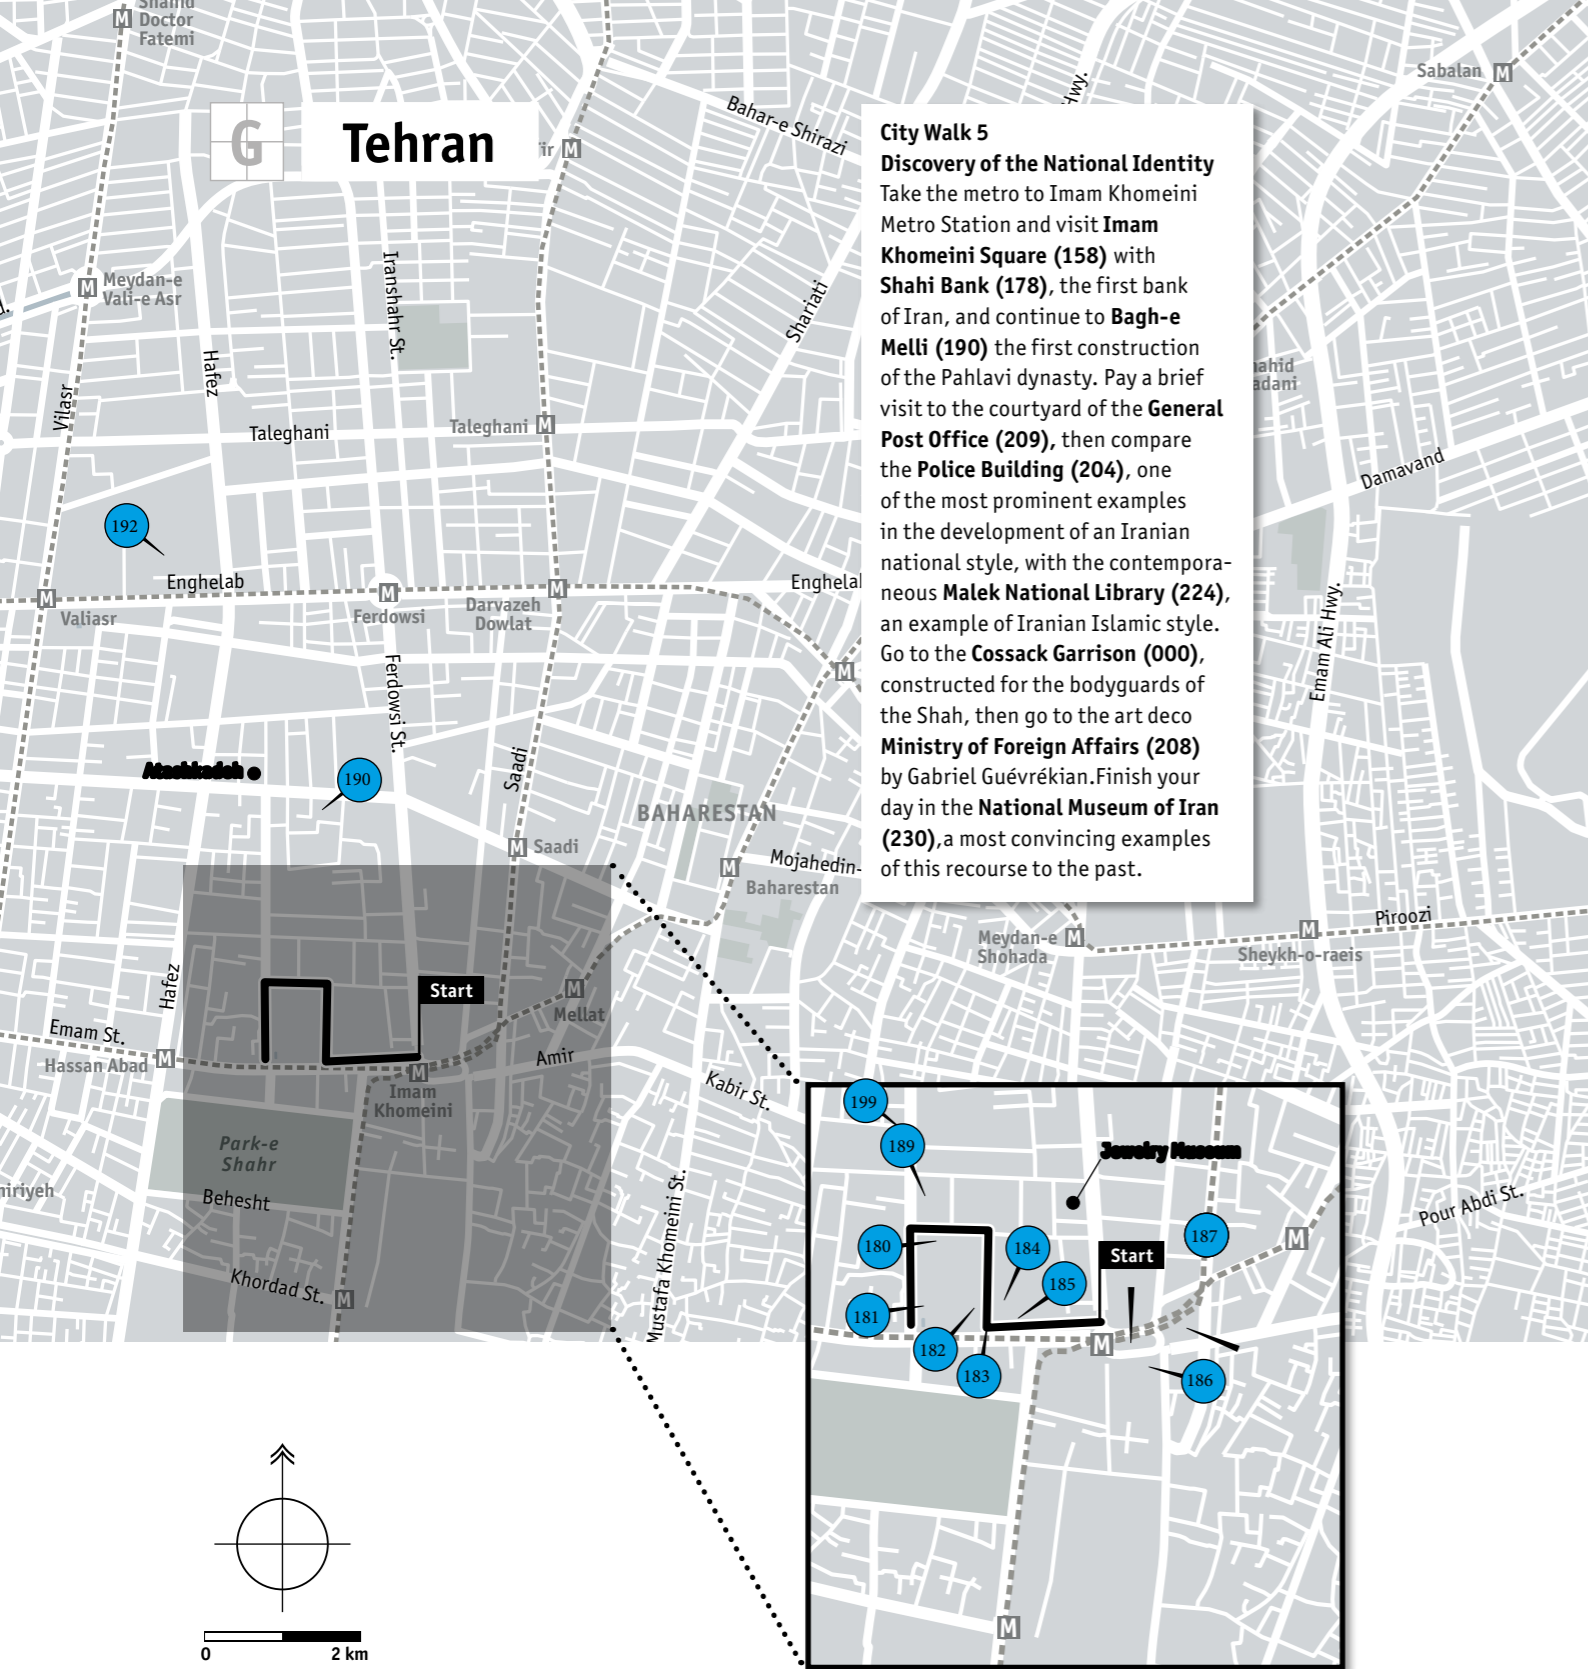 Shahid
Doctor
Fatemi
M
G
Tehran
jir M
Bahar-e Shirazi
Hwy.
Sabalan M
City Walk 5
Discovery of the National Identity
Take the metro to Imam Khomeini
Metro Station and visit Imam
Khomeini Square (158) with
Shahi Bank (178), the first bank
of Iran, and continue to Bagh-e
Melli (190) the first construction
of the Pahlavi dynasty. Pay a brief
visit to the courtyard of the General
Post Office (209), then compare
the Police Building (204), one
of the most prominent examples
in the development of an Iranian
national style, with the contempora-
neous Malek National Library (224),
an example of Iranian Islamic style.
Go to the Cossack Garrison (000),
constructed for the bodyguards of
the Shah, then go to the art deco
Ministry of Foreign Affairs (208)
by Gabriel Guévrékian.Finish your
day in the National Museum of Iran
(230),a most convincing examples
of this recourse to the past.
M Meydan-e
Vali-e Asr
Iranshahr St.
Hafez
Vilasr
Shariati
Taleghani
Taleghani M
ahid
adani
Damavand
192
Enghelab
Enghelab
M
Valiasr
M
Ferdowsi
M
Darvazeh
Dowlat
M
Emam Ali Hwy.
Ferdowsi St.
Saadi
Atashkadeh
190
BAHARESTAN
M Saadi
Mojahedin-
M
Baharestan
Meydan-e
Shohada
M
Piroozi
M
Sheykh-o-raeis
Hafez
Start
M
Mellat
Emam St.
Hassan Abad M
Amir
M
Imam
Khomeini
Kabir St.
Park-e
Shahr
niriyeh
Behesht
Khordad St.
M
Mustafa Khomeini St.
Pour Abdi St.
199
189
Jewelry Museum
180
184
187
M
Start
185
181
182
183
M
186
M
0
2 km